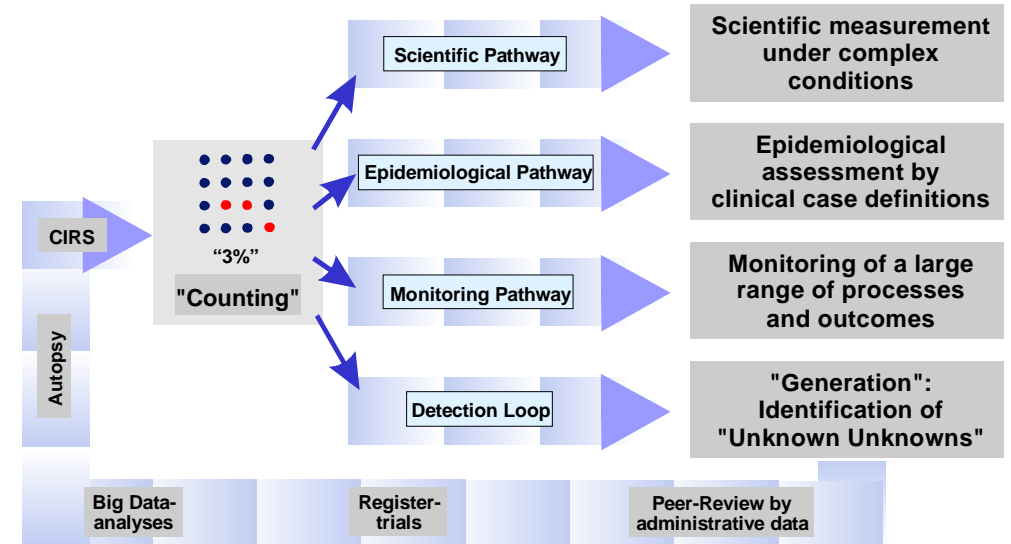 Scientific Pathway
Scientific measurement
under complex
conditions
Epidemiological Pathway
Epidemiological
assessment by
clinical case definitions
CIRS
“3%”
"Counting"
Monitoring Pathway
Monitoring of a large
range of processes
and outcomes
Autopsy
Detection Loop
"Generation":
Identification of
"Unknown Unknowns"
Big Data-
analyses
Register-
trials
Peer-Review by
administrative data